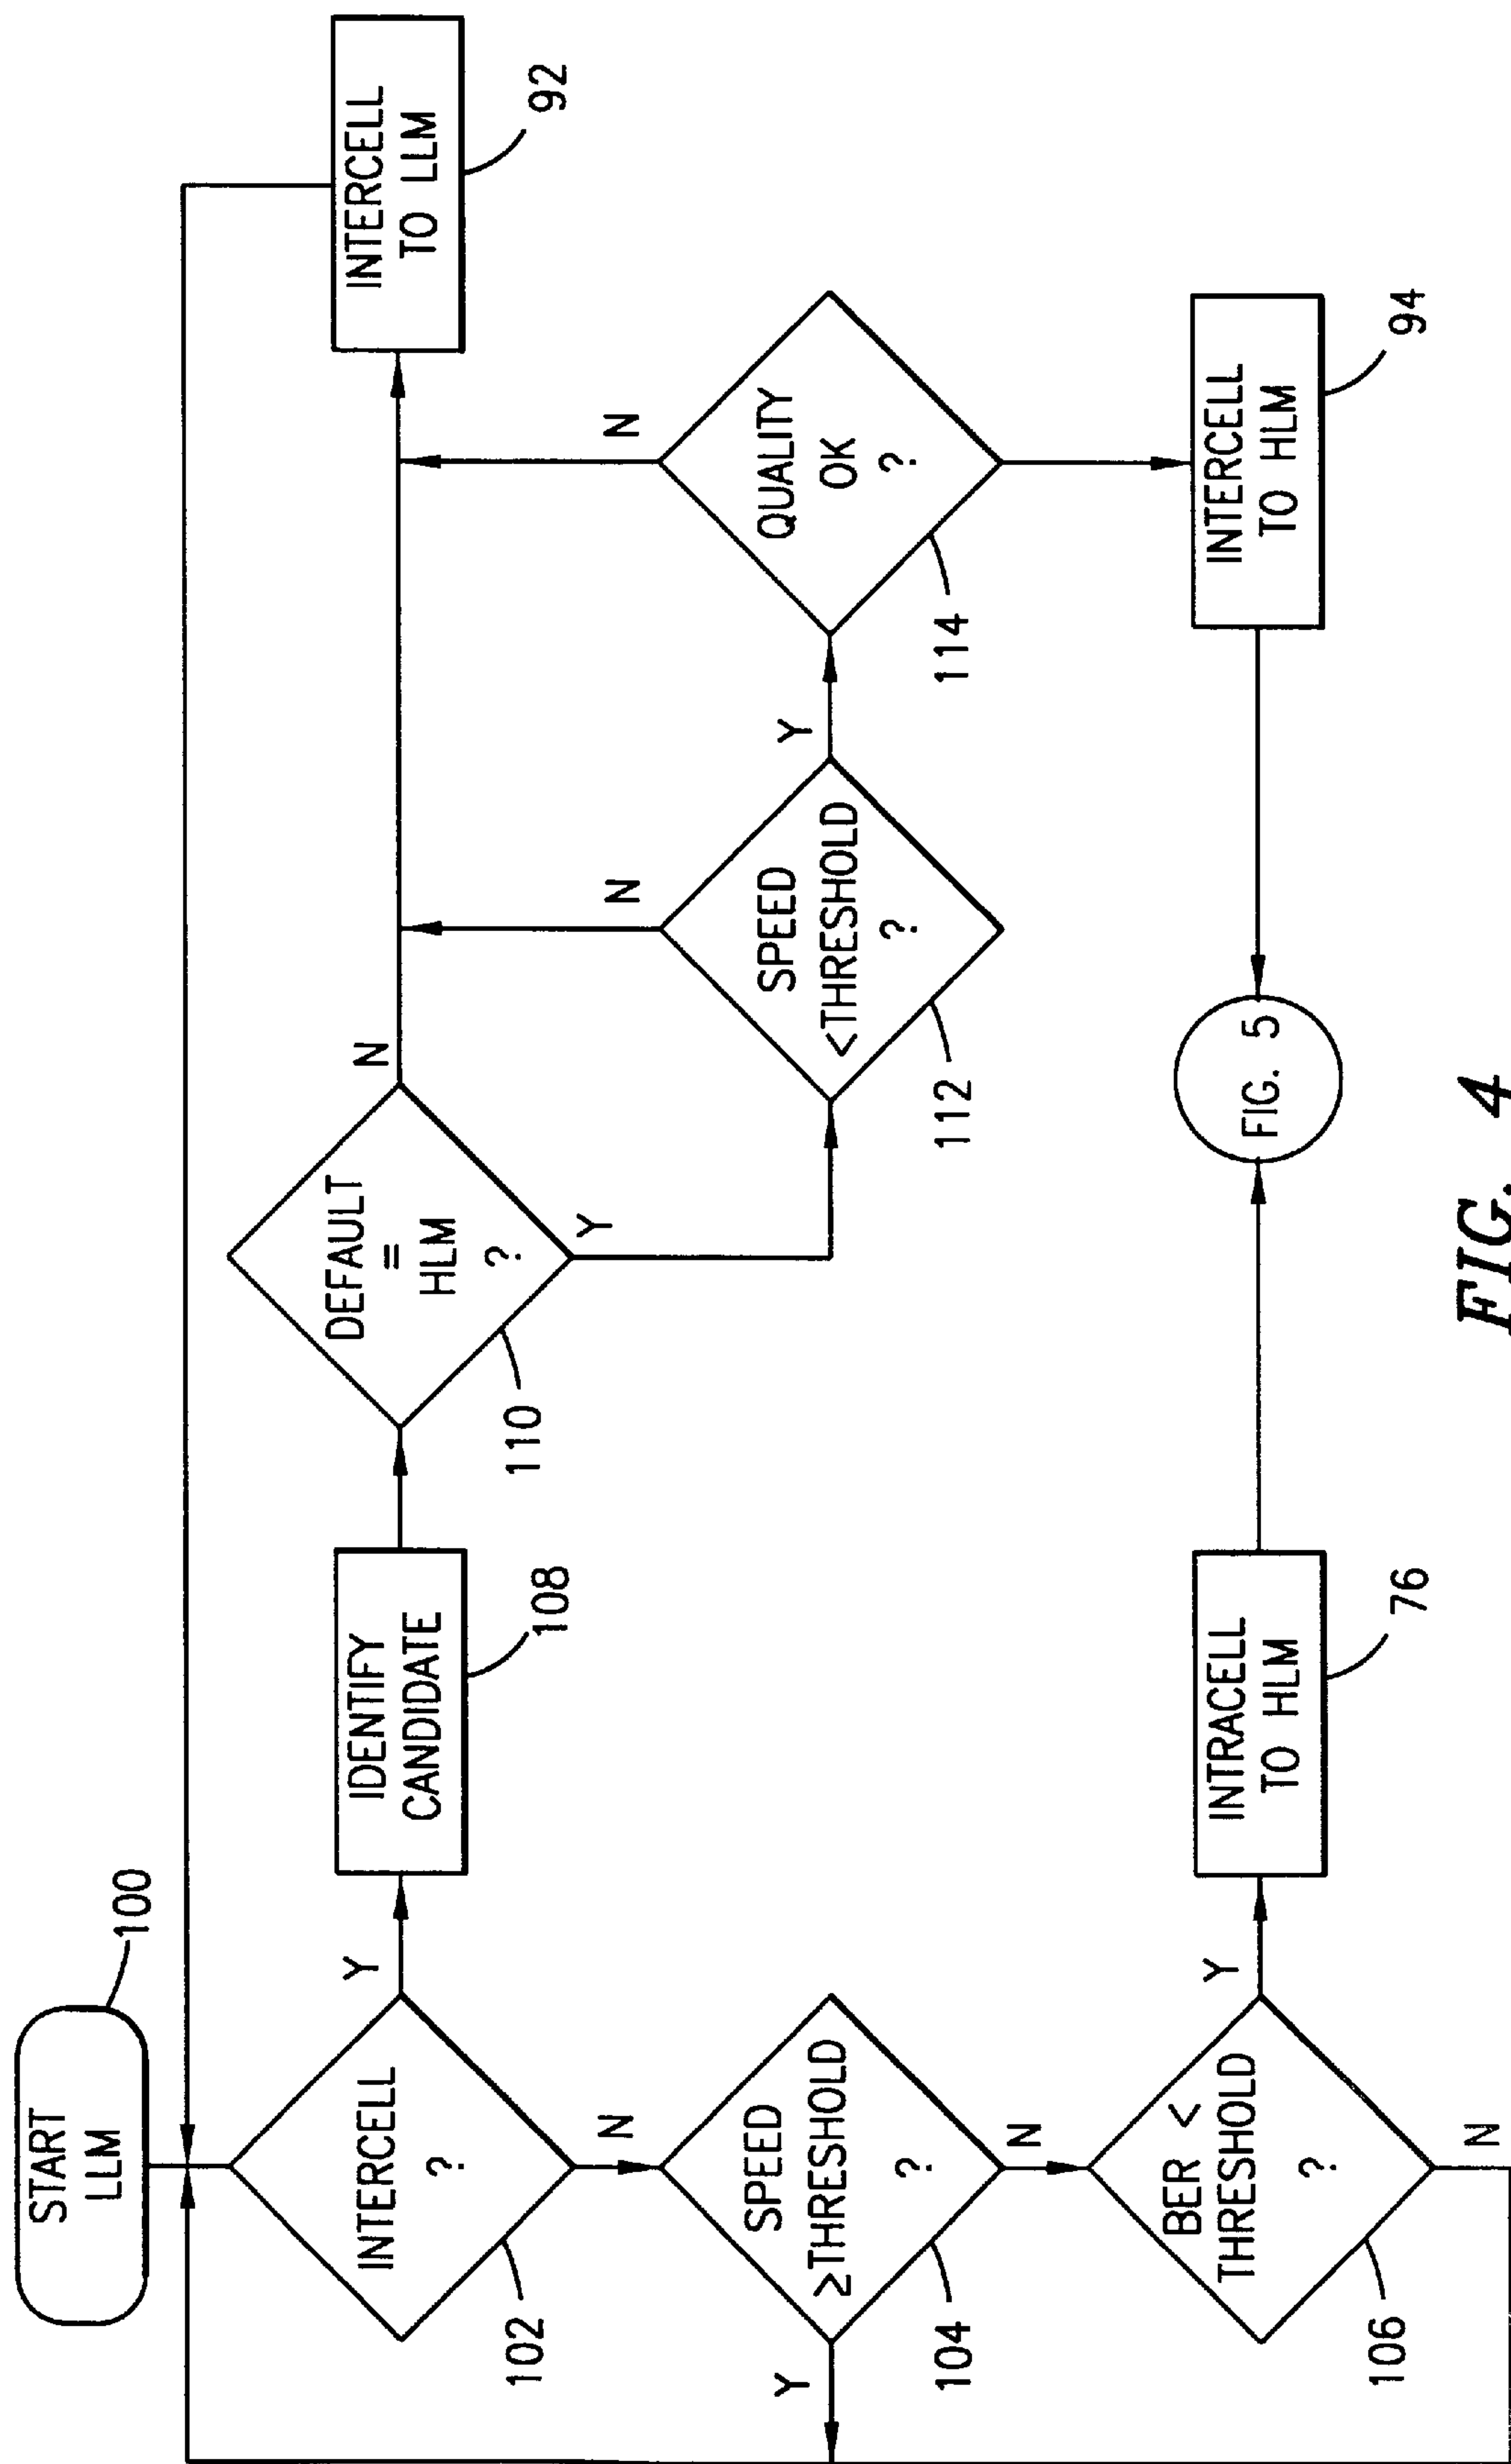 START
LLM
100
INTERCELL
?
102
Y
N
IDENTIFY
CANDIDATE
108
DEFAULT
=
HLM
?
110
N
Y
INTERCELL
TO LLM
92
SPEED
≥THRESHOLD
?
104
Y
N
SPEED
<THRESHOLD
?
112
N
Y
QUALITY
OK
?
114
N
BER <
THRESHOLD
?
106
Y
N
INTRACELL
TO HLM
76
FIG. 5
INTERCELL
TO HLM
94
FIG. 4